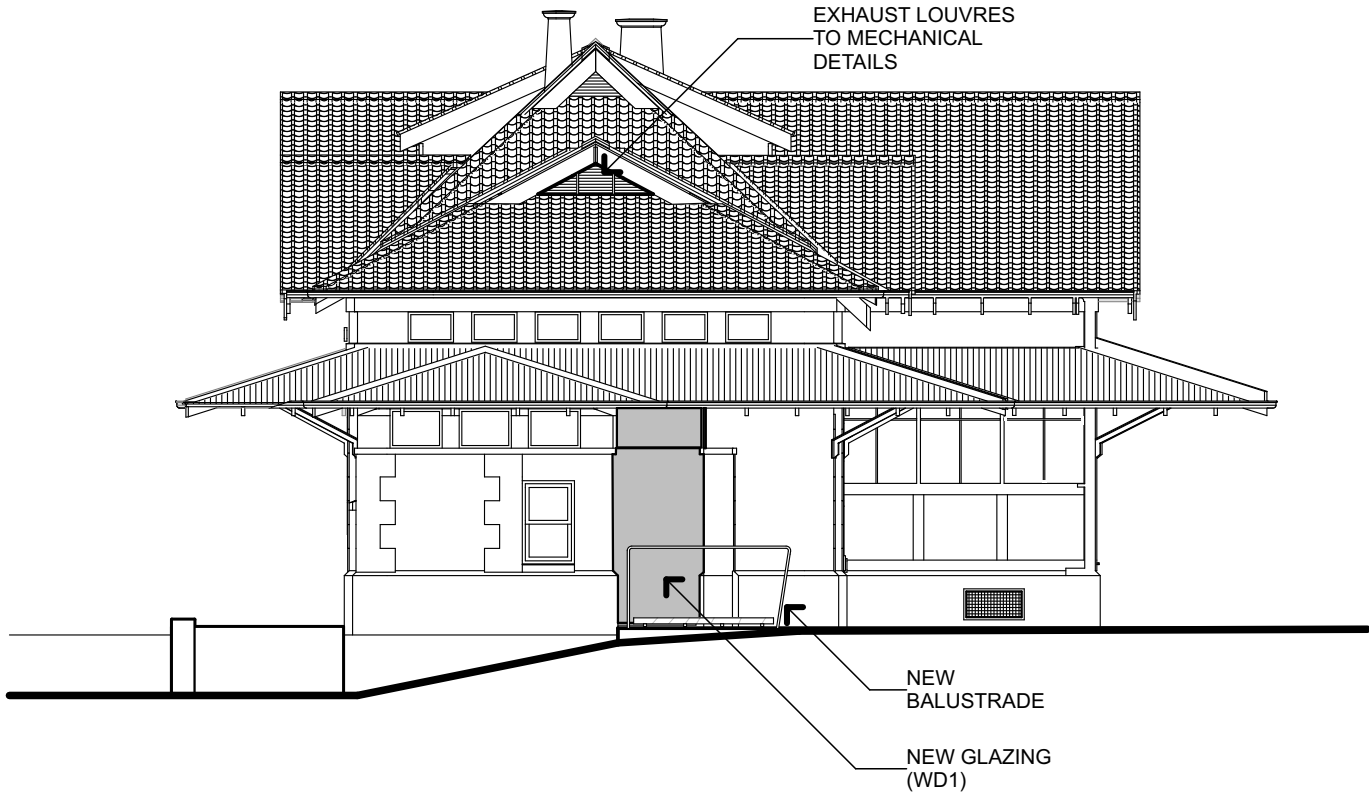 EXHAUST LOUVRES
TO MECHANICAL
DETAILS
NEW
BALUSTRADE
NEW GLAZING
(WD1)